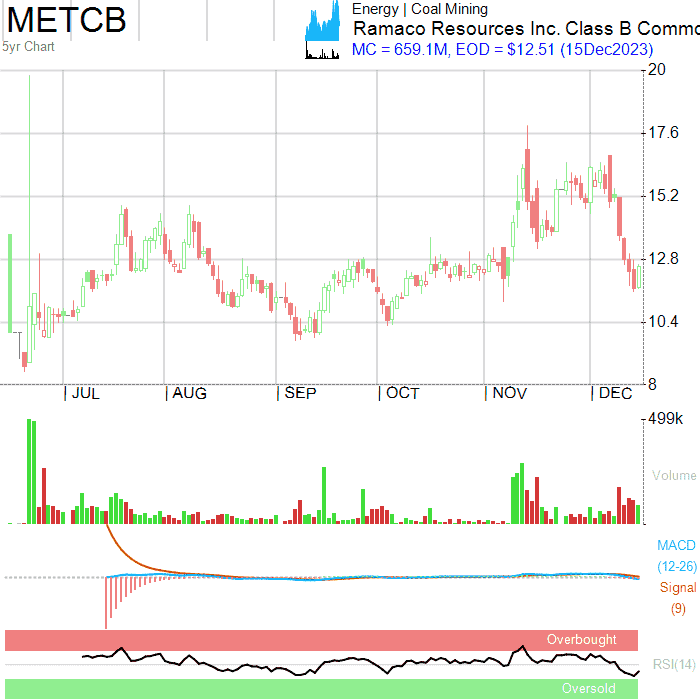 METCB
5yr Chart
Energy | Coal Mining
Ramaco Resources Inc. Class B Commo
MC = 659.1M, EOD = $12.51 (15Dec2023)
20
17.6
15.2
12.8
10.4
8
JUL AUG SEP OCT NOV DEC
499k
Volume
MACD
(12-26)
Signal
(9)
Overbought
RSI(14)
Oversold